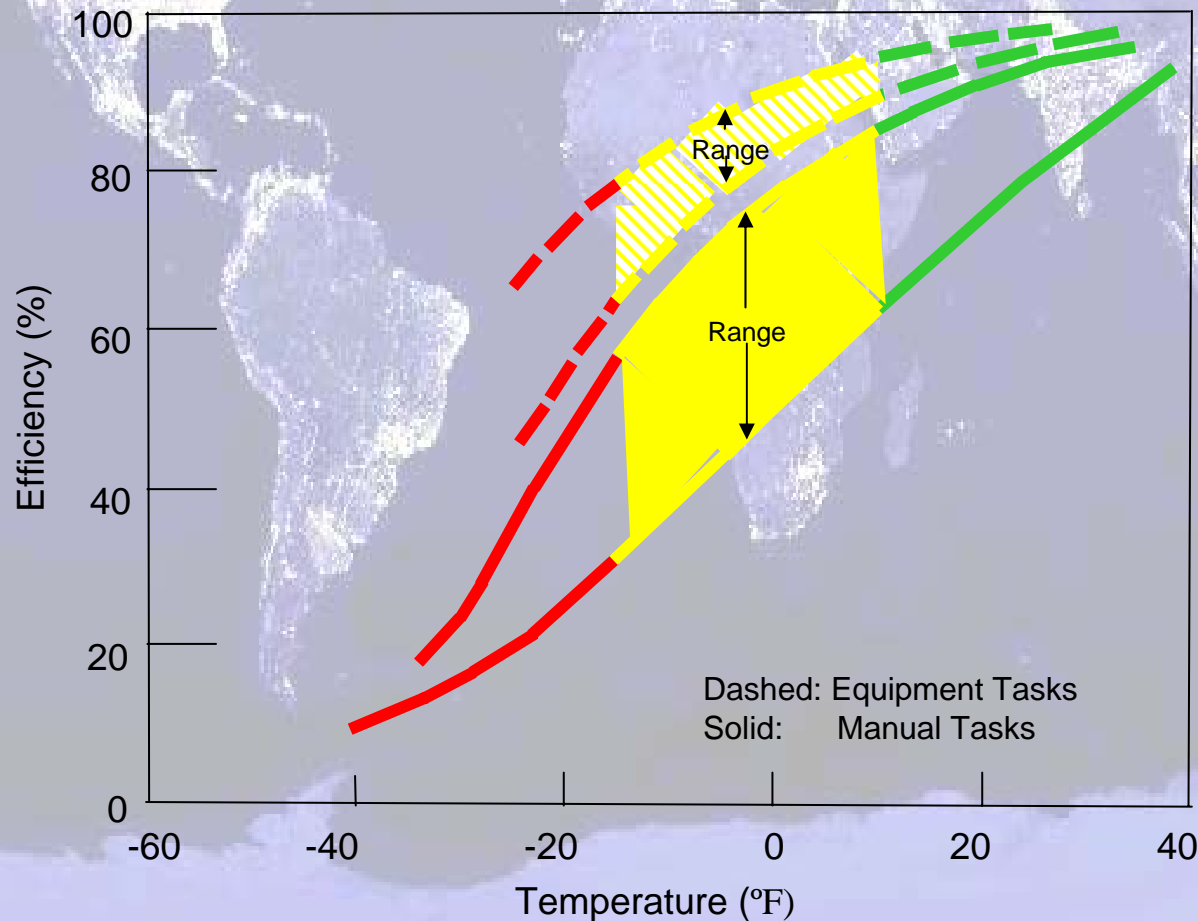 100
80
60
40
20
0
Efficiency (%)
Range
Range
Dashed: Equipment Tasks
Solid: Manual Tasks
-60 -40 -20 0 20 40
Temperature (ºF)